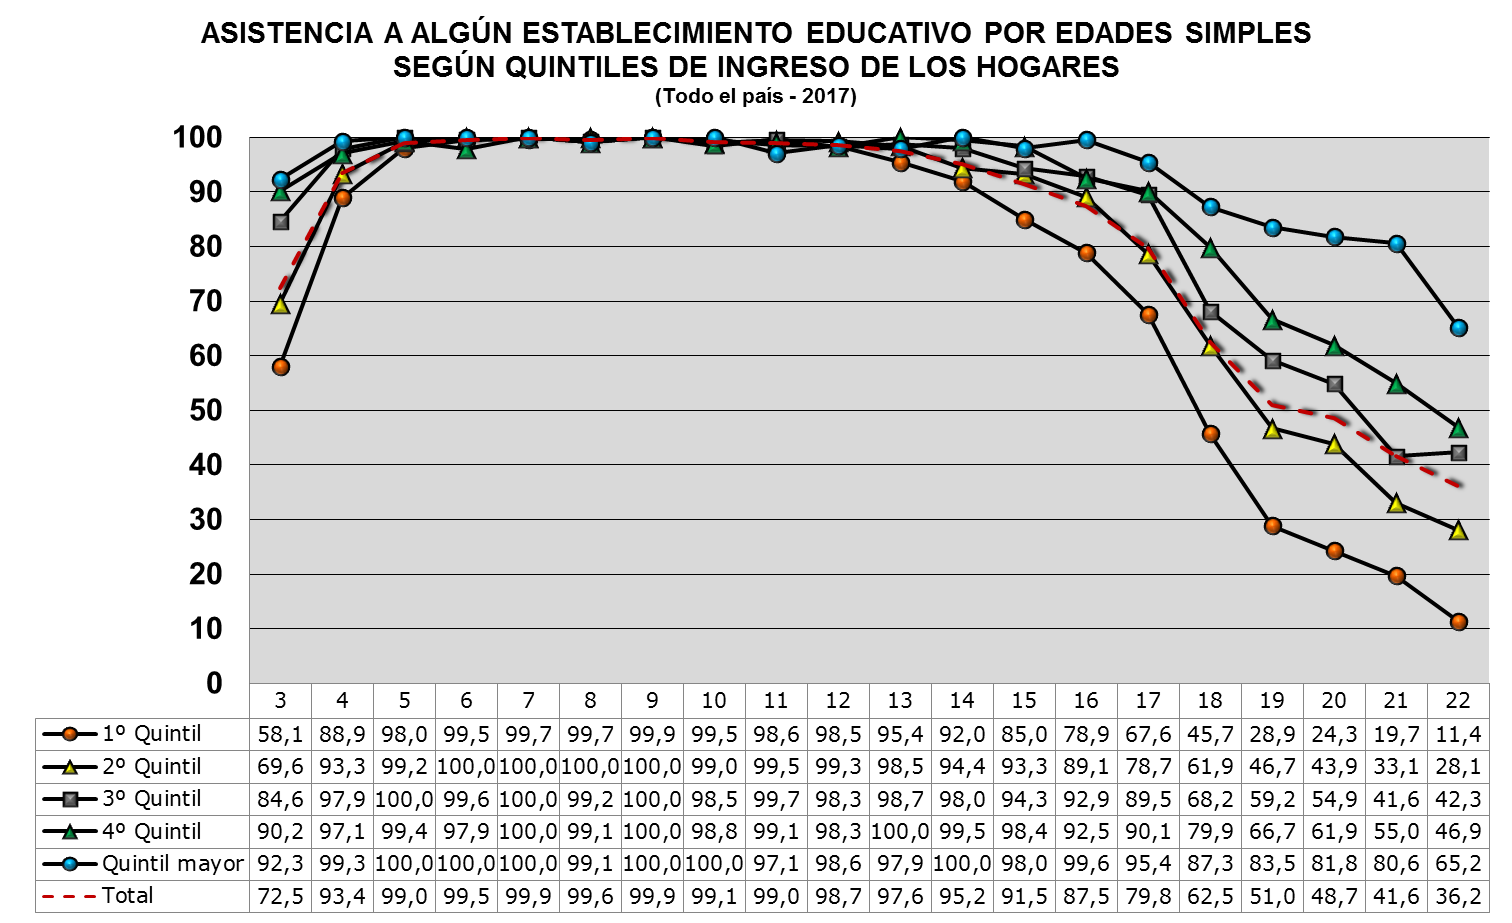 ASISTENCIA A ALGÚN ESTABLECIMIENTO EDUCATIVO POR EDADES SIMPLES
SEGÚN QUINTILES DE INGRESO DE LOS HOGARES
(Todo el país - 2017)
100
90
80
70
60
50
40
30
20
10
0
3 4 5 6 7 8 9 10 11 12 13 14 15 16 17 18 19 20 21 22
1º Quintil 58,1 88,9 98,0 99,5 99,7 99,7 99,9 99,5 98,6 98,5 95,4 92,0 85,0 78,9 67,6 45,7 28,9 24,3 19,7 11,4
2º Quintil 69,6 93,3 99,2 100,0 100,0 100,0 100,0 99,0 99,5 99,3 98,5 94,4 93,3 89,1 78,7 61,9 46,7 43,9 33,1 28,1
3º Quintil 84,6 97,9 100,0 99,6 100,0 99,2 100,0 98,5 99,7 98,3 98,7 98,0 94,3 92,9 89,5 68,2 59,2 54,9 41,6 42,3
4º Quintil 90,2 97,1 99,4 97,9 100,0 99,1 100,0 98,8 99,1 98,3 100,0 99,5 98,4 92,5 90,1 79,9 66,7 61,9 55,0 46,9
Quintil mayor 92,3 99,3 100,0 100,0 100,0 99,1 100,0 100,0 97,1 98,6 97,9 100,0 98,0 99,6 95,4 87,3 83,5 81,8 80,6 65,2
Total 72,5 93,4 99,0 99,5 99,9 99,6 99,9 99,1 99,0 98,7 97,6 95,2 91,5 87,5 79,8 62,5 51,0 48,7 41,6 36,2